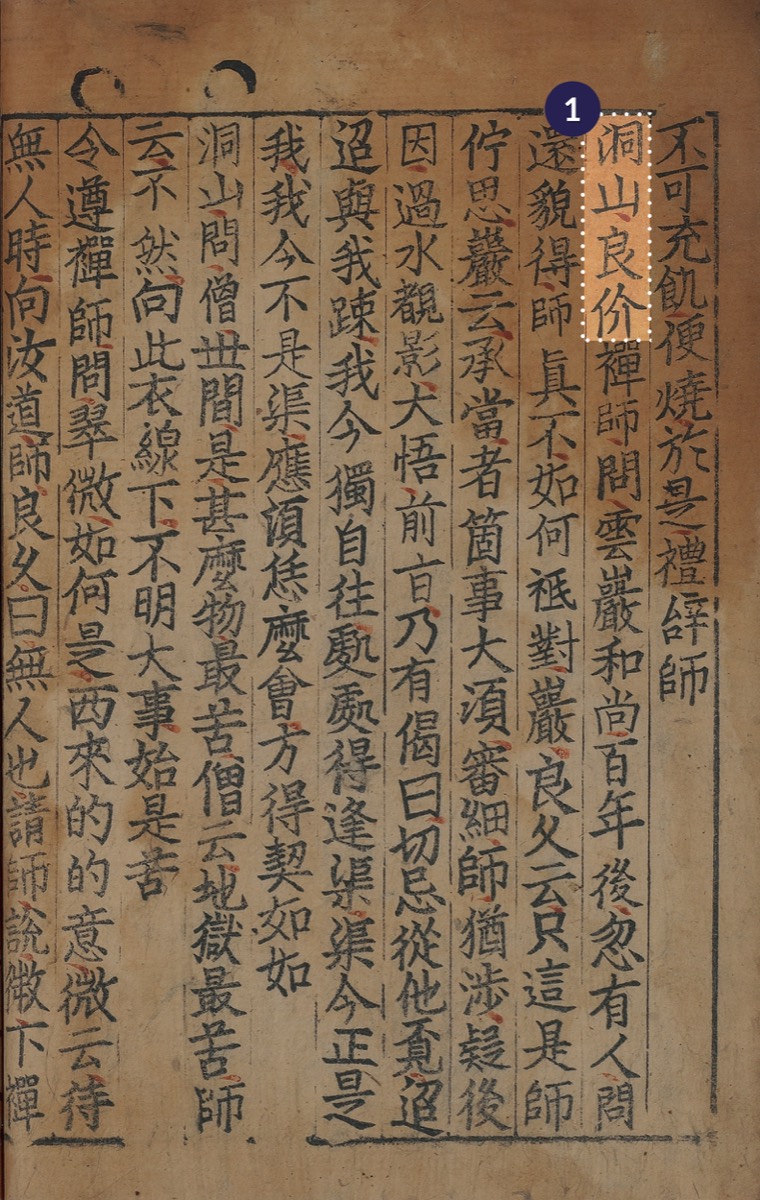 不可充飢便燒於是禮辝師
洞山良价禪師問雲巖和尚百年後忽有人問
還貌得師眞不如何袛對巖良久云只這是師
佇思巖云承當者箇事大湏審細師猶涉疑後
因過水覩影大悟前盲乃有偈曰切忌從他覔迢
迢與我踈我今獨自往處處得逢渠渠今正是
我我今不是渠應湏恁麽會方得契如如
洞山問僧世間是甚麽物最苦僧云地獄最苦師
云不然向此衣線下不明大事始是苦
令遵禪師問翠微如何是西來的的意微云待
無人時向汝道師良久曰無人也請師說微下禪
1